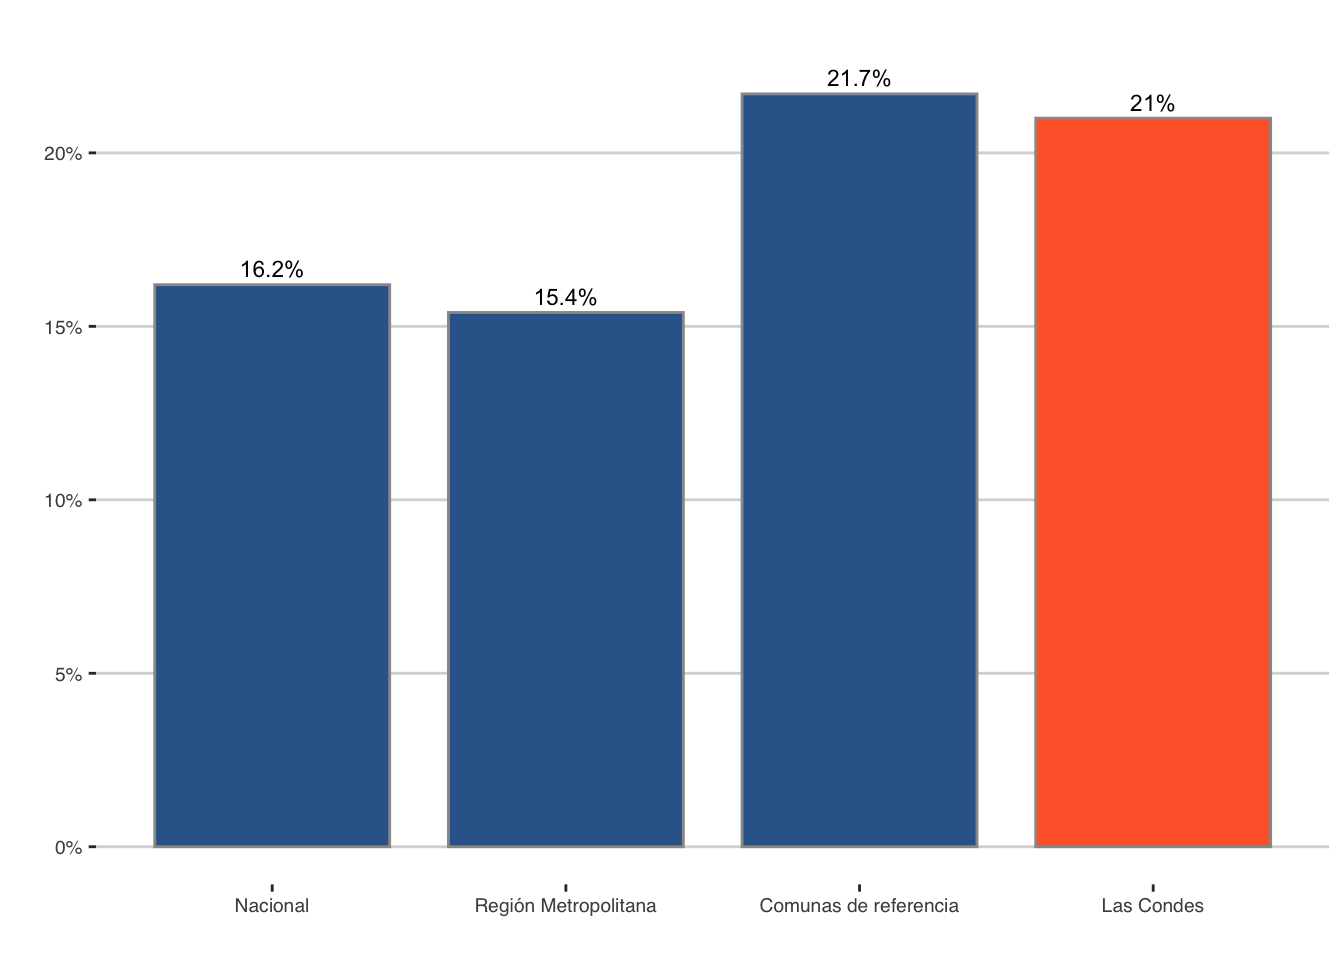 21.7%
21%
20%
16.2%
15.4%
15%
10%
5%
0%
Nacional
Región Metropolitana
Comunas de referencia
Las Condes